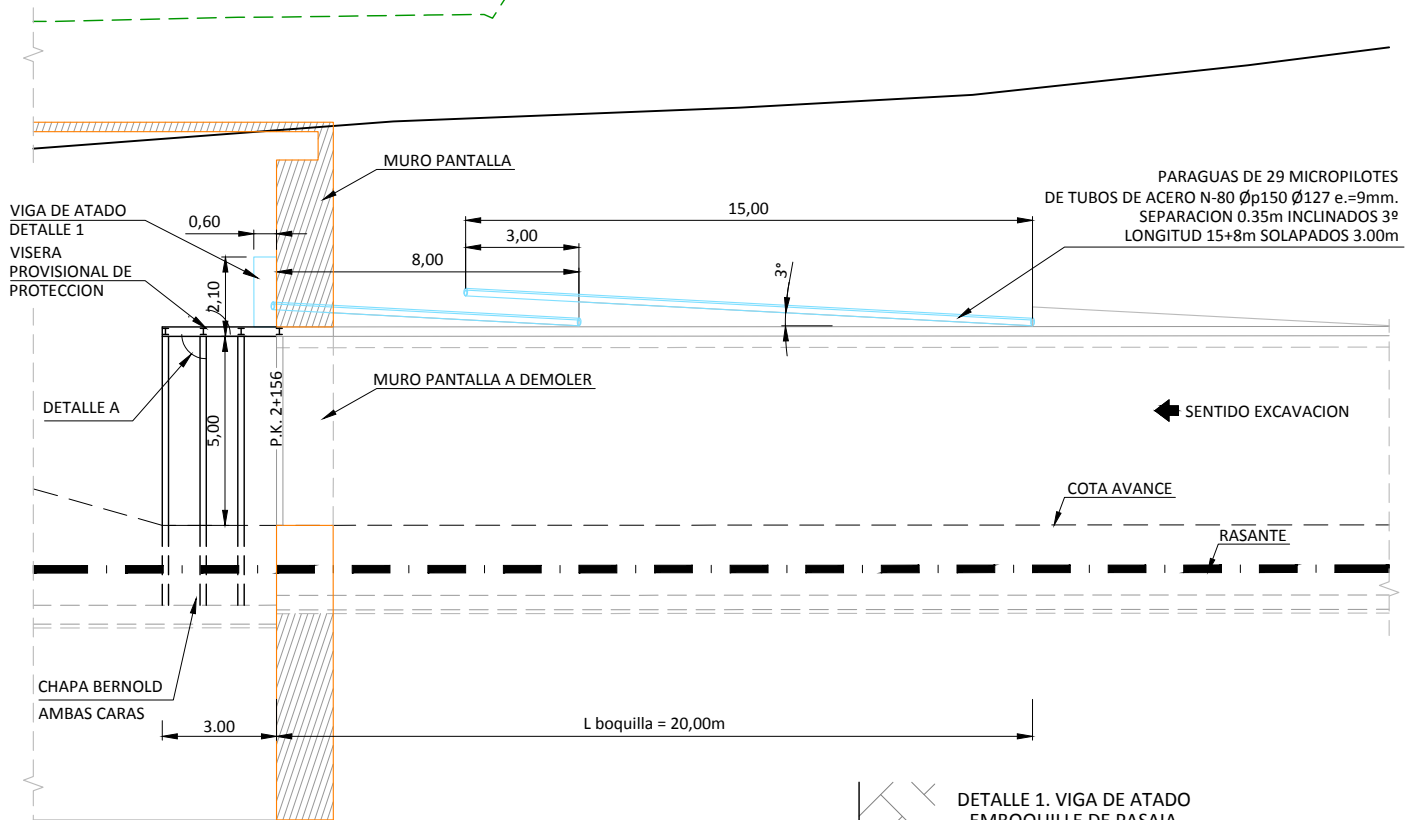 MURO PANTALLA
PARAGUAS DE 29 MICROPILOTES
DE TUBOS DE ACERO N-80 Øp150 Ø127 e.=9mm.
SEPARACION 0.35m INCLINADOS 3º
LONGITUD 15+8m SOLAPADOS 3.00m
VIGA DE ATADO
DETALLE 1
VISERA
PROVISIONAL DE
PROTECCION
0,60
15,00
3,00
8,00
2,10
3°
MURO PANTALLA A DEMOLER
DETALLE A
5,00
P.K. 2+156
SENTIDO EXCAVACION
COTA AVANCE
RASANTE
CHAPA BERNOLD
AMBAS CARAS
3.00
L boquilla = 20,00m
DETALLE 1. VIGA DE ATADO
EMBOQUILLE DE PASAIA